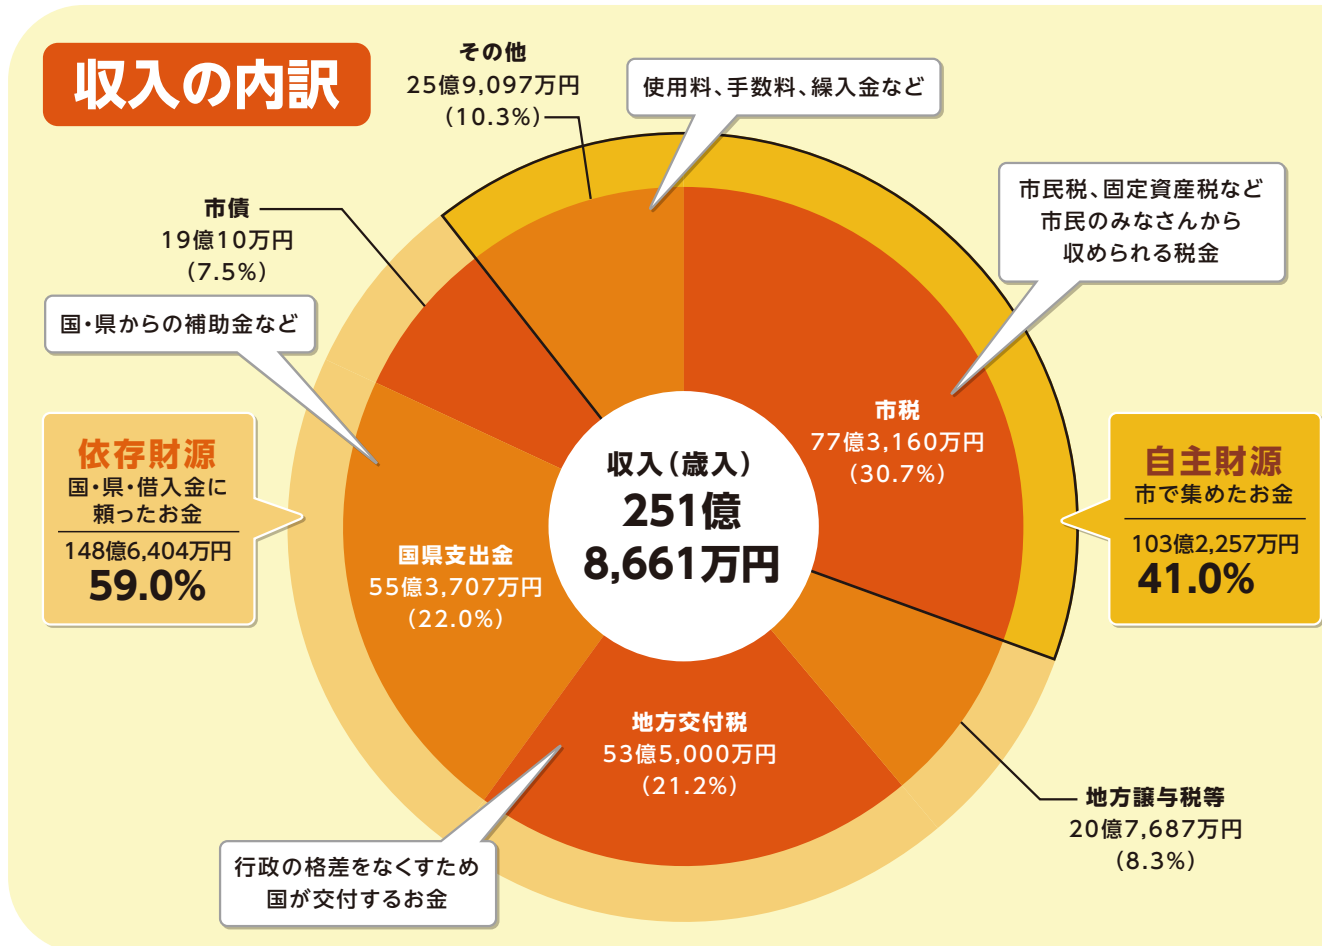 収入の内訳
その他
25億9,097万円
(10.3%)
使用料、手数料、繰入金など
市民税、固定資産税など
市民のみなさんから
収められる税金
市債
19億10万円
(7.5%)
国・県からの補助金など
市税
77億3,160万円
(30.7%)
依存財源
国・県・借入金に
頼ったお金
148億6,404万円
59.0%
収入(歳入)
251億
8,661万円
自主財源
市で集めたお金
103億2,257万円
41.0%
国県支出金
55億3,707万円
(22.0%)
地方交付税
53億5,000万円
(21.2%)
地方譲与税等
20億7,687万円
(8.3%)
行政の格差をなくすため
国が交付するお金